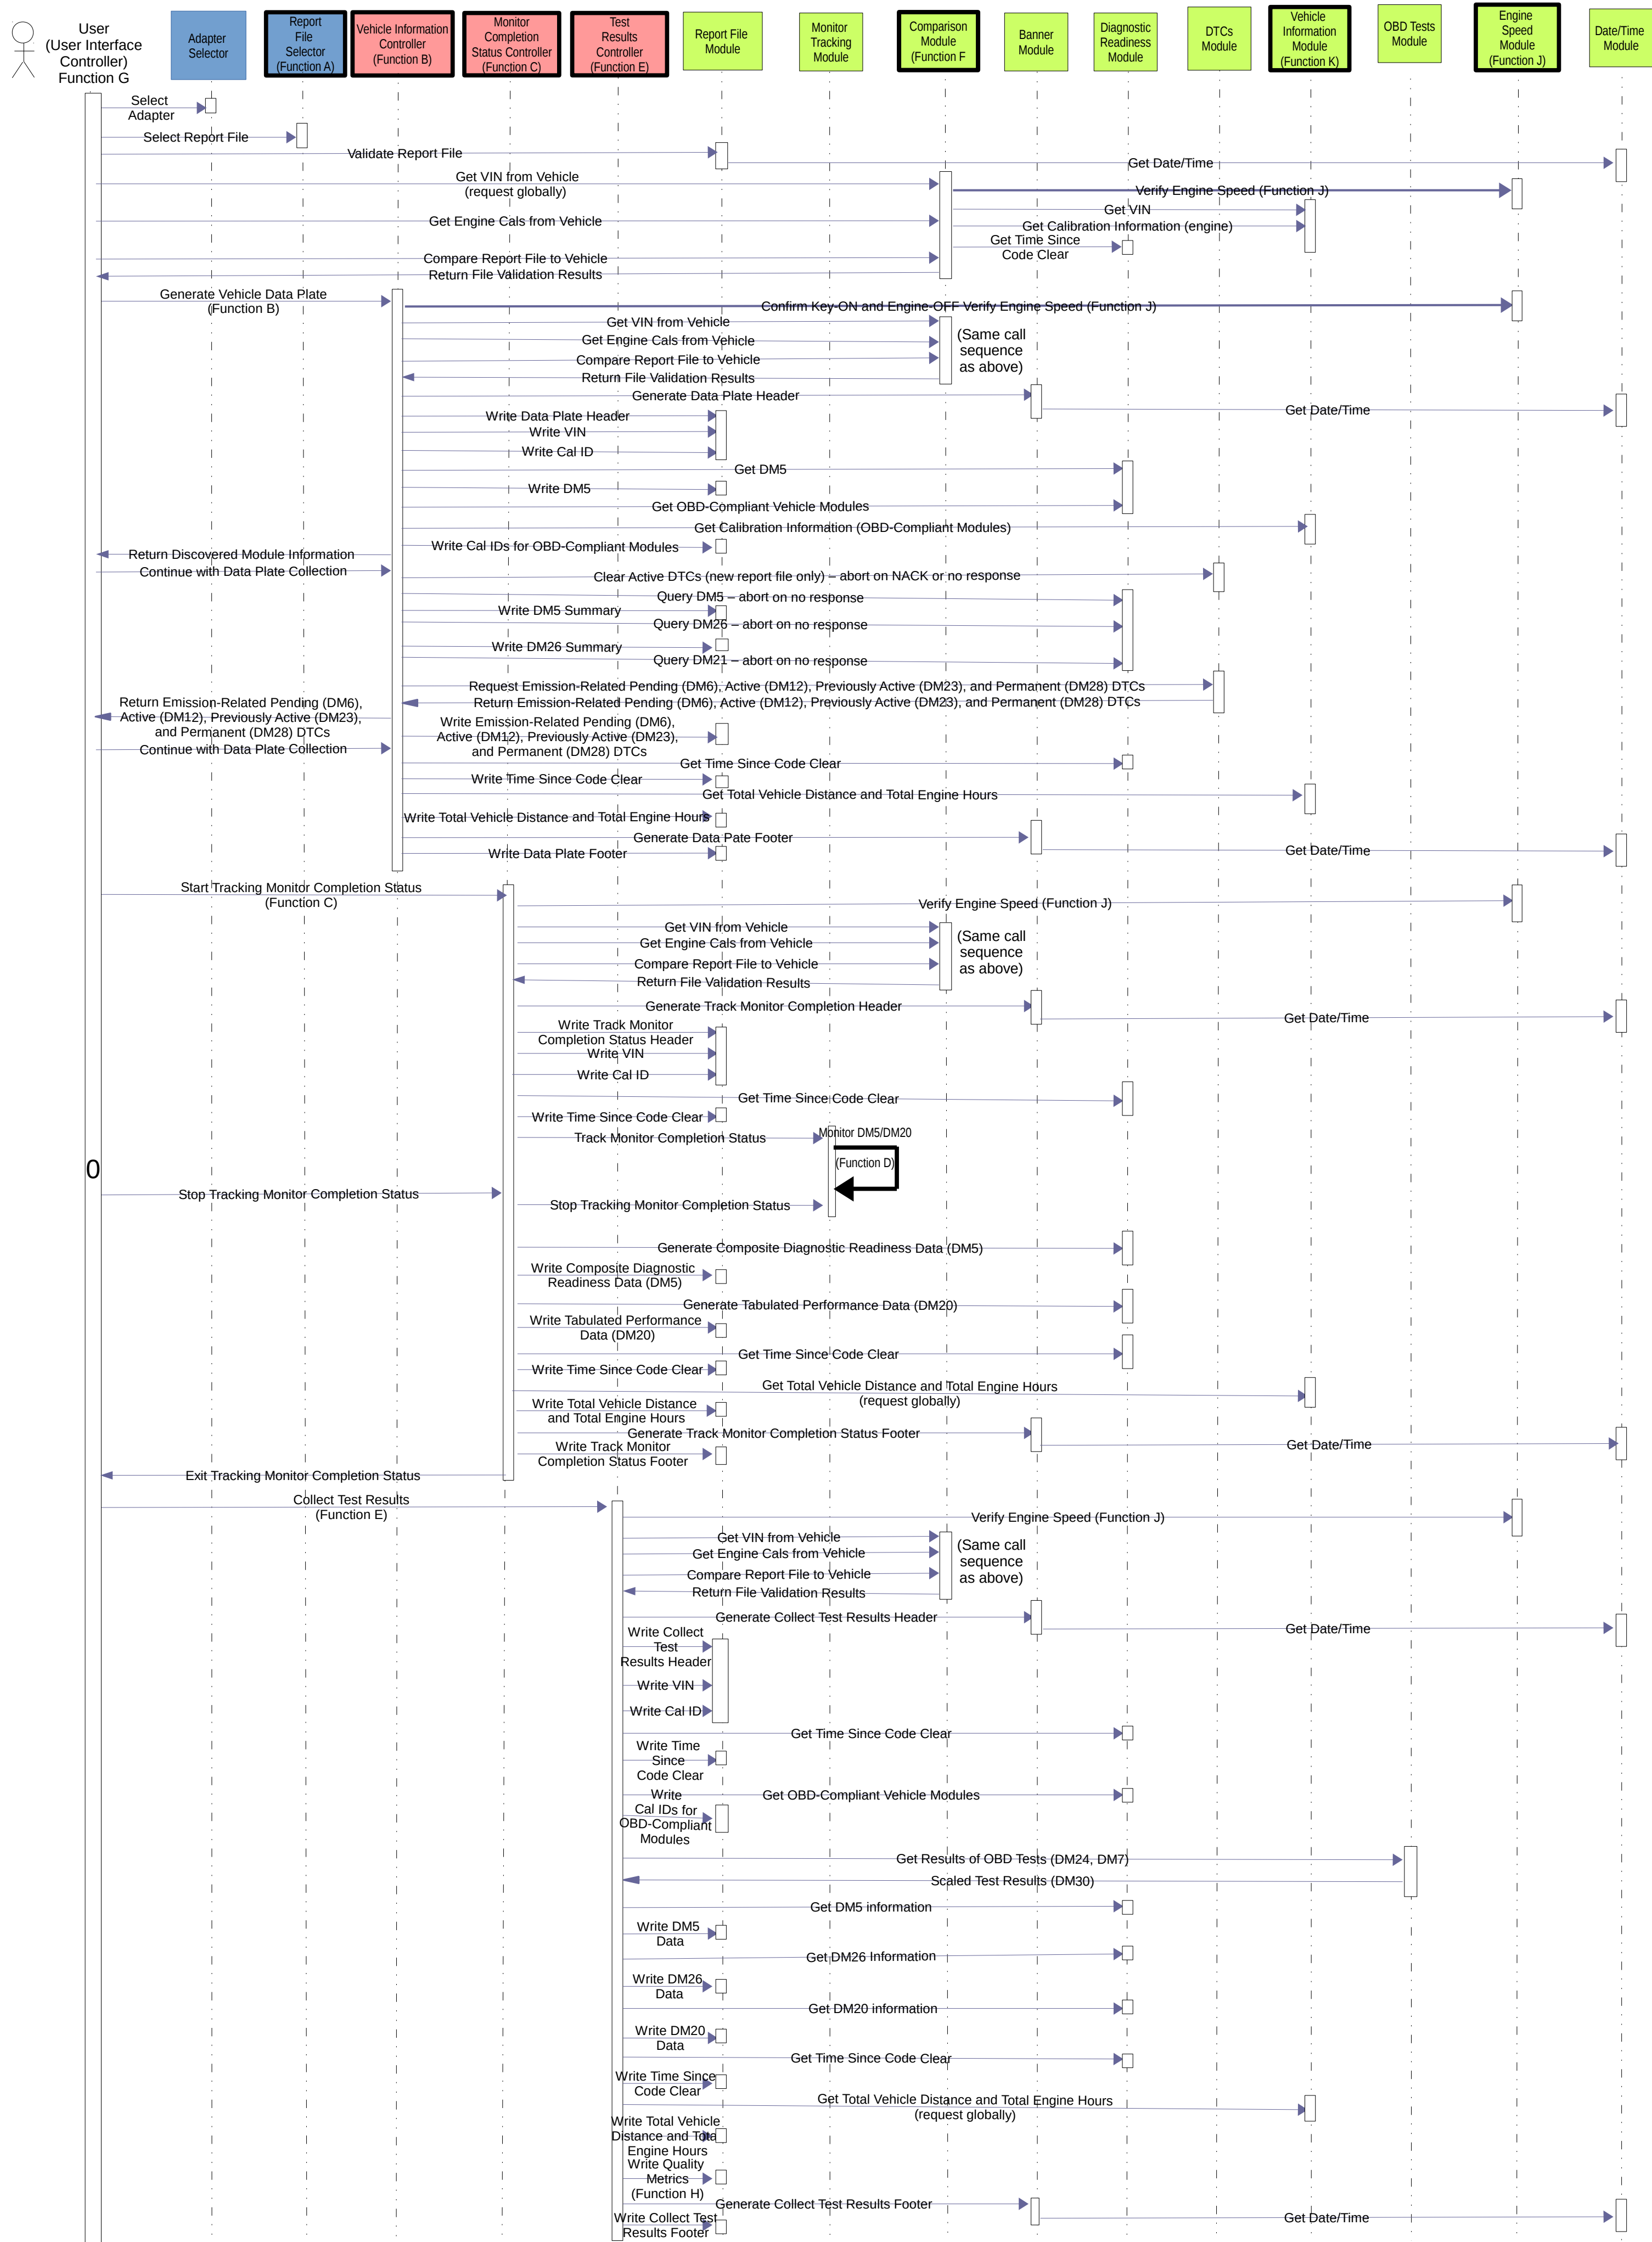 User
(User Interface
Controller)
Function G
Adapter
Selector
Report
File
Selector
(Function A)
Vehicle Information
Controller
(Function B)
Monitor
Completion
Status Controller
(Function C)
Test
Results
Controller
(Function E)
Report File
Module
Monitor
Tracking
Module
Comparison
Module
(Function F
Banner
Module
Diagnostic
Readiness
Module
DTCs
Module
Vehicle
Information
Module
(Function K)
OBD Tests
Module
Engine
Speed
Module
(Function J)
Date/Time
Module
Select
Adapter
Select Report File
Validate Report File
Get Date/Time
Get VIN from Vehicle
(request globally)
Verify Engine Speed (Function J)
Get VIN
Get Engine Cals from Vehicle
Get Calibration Information (engine)
Get Time Since
Code Clear
Compare Report File to Vehicle
Return File Validation Results
Generate Vehicle Data Plate
(Function B)
Confirm Key-ON and Engine-OFF Verify Engine Speed (Function J)
Get VIN from Vehicle
Get Engine Cals from Vehicle
Compare Report File to Vehicle
Return File Validation Results
(Same call
sequence
as above)
Generate Data Plate Header
Get Date/Time
Write Data Plate Header
Write VIN
Write Cal ID
Get DM5
Write DM5
Get OBD-Compliant Vehicle Modules
Get Calibration Information (OBD-Compliant Modules)
Write Cal IDs for OBD-Compliant Modules
Return Discovered Module Information
Continue with Data Plate Collection
Clear Active DTCs (new report file only) – abort on NACK or no response
Query DM5 – abort on no response
Write DM5 Summary
Query DM26 – abort on no response
Write DM26 Summary
Query DM21 – abort on no response
Request Emission-Related Pending (DM6), Active (DM12), Previously Active (DM23), and Permanent (DM28) DTCs
Return Emission-Related Pending (DM6), Active (DM12), Previously Active (DM23), and Permanent (DM28) DTCs
Return Emission-Related Pending (DM6),
Active (DM12), Previously Active (DM23),
and Permanent (DM28) DTCs
Write Emission-Related Pending (DM6),
Active (DM12), Previously Active (DM23),
and Permanent (DM28) DTCs
Continue with Data Plate Collection
Get Time Since Code Clear
Write Time Since Code Clear
Get Total Vehicle Distance and Total Engine Hours
Write Total Vehicle Distance and Total Engine Hours
Generate Data Pate Footer
Write Data Plate Footer
Get Date/Time
Start Tracking Monitor Completion Status
(Function C)
Verify Engine Speed (Function J)
Get VIN from Vehicle
Get Engine Cals from Vehicle
Compare Report File to Vehicle
Return File Validation Results
(Same call
sequence
as above)
Generate Track Monitor Completion Header
Get Date/Time
Write Track Monitor
Completion Status Header
Write VIN
Write Cal ID
Get Time Since Code Clear
Write Time Since Code Clear
Track Monitor Completion Status
Monitor DM5/DM20
(Function D)
0
Stop Tracking Monitor Completion Status
Stop Tracking Monitor Completion Status
Generate Composite Diagnostic Readiness Data (DM5)
Write Composite Diagnostic
Readiness Data (DM5)
Generate Tabulated Performance Data (DM20)
Write Tabulated Performance
Data (DM20)
Get Time Since Code Clear
Write Time Since Code Clear
Get Total Vehicle Distance and Total Engine Hours
(request globally)
Write Total Vehicle Distance
and Total Engine Hours
Generate Track Monitor Completion Status Footer
Get Date/Time
Write Track Monitor
Completion Status Footer
Exit Tracking Monitor Completion Status
Collect Test Results
(Function E)
Verify Engine Speed (Function J)
Get VIN from Vehicle
Get Engine Cals from Vehicle
Compare Report File to Vehicle
Return File Validation Results
(Same call
sequence
as above)
Generate Collect Test Results Header
Get Date/Time
Write Collect
Test
Results Header
Write VIN
Write Cal ID
Get Time Since Code Clear
Write Time
Since
Code Clear
Get OBD-Compliant Vehicle Modules
Write
Cal IDs for
OBD-Compliant
Modules
Get Results of OBD Tests (DM24, DM7)
Scaled Test Results (DM30)
Get DM5 information
Write DM5
Data
Get DM26 Information
Write DM26
Data
Get DM20 information
Write DM20
Data
Get Time Since Code Clear
Write Time Since
Code Clear
Get Total Vehicle Distance and Total Engine Hours
(request globally)
Write Total Vehicle
Distance and Total
Engine Hours
Write Quality
Metrics
(Function H)
Generate Collect Test Results Footer
Get Date/Time
Write Collect Test
Results Footer